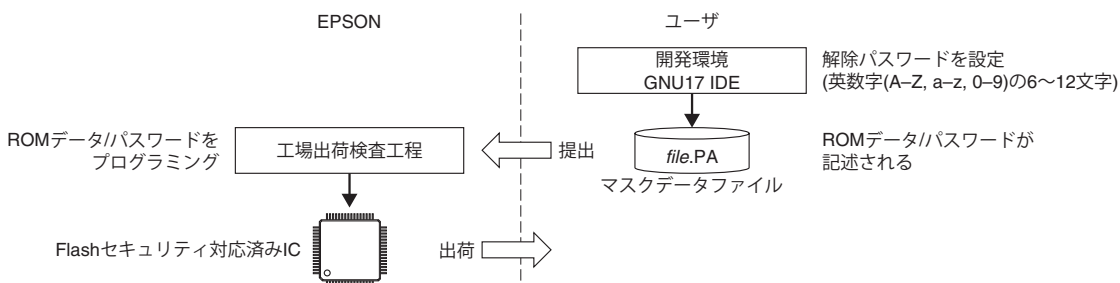 EPSON
ユーザ
開発環境
GNU17 IDE
解除パスワードを設定
(英数字(A–Z, a–z, 0–9)の6～12文字)
ROMデータ/パスワードを
プログラミング
工場出荷検査工程
提出
file.PA
マスクデータファイル
ROMデータ/パスワードが
記述される
Flashセキュリティ対応済みIC
出荷